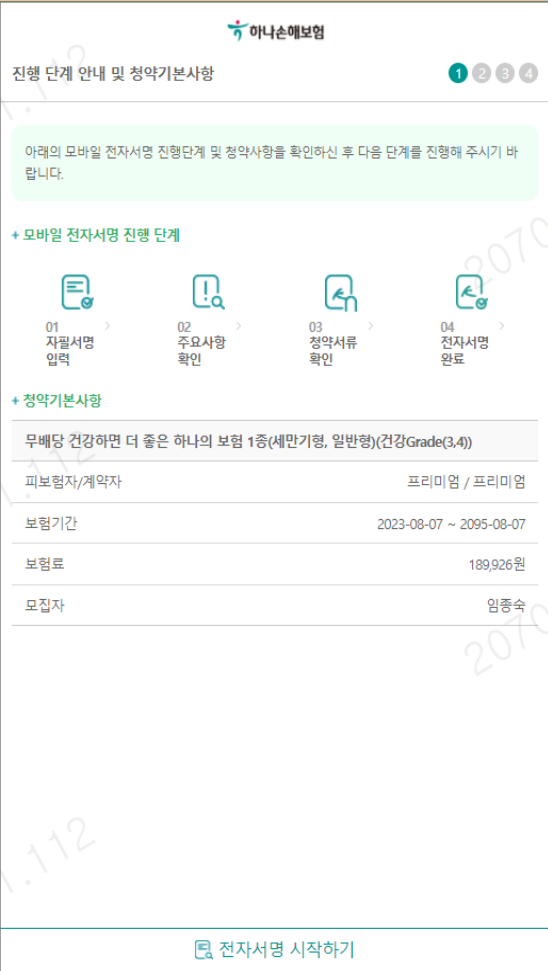 하나손해보험
진행 단계 안내 및 청약기본사항
1 2 3 4
아래의 모바일 전자서명 진행단계 및 청약사항을 확인하신 후 다음 단계를 진행해 주시기 바
랍니다.
+ 모바일 전자서명 진행 단계
01 02 03 04
자필서명 주요사항 청약서류 전자서명
입력 확인 확인 완료
+ 청약기본사항
무배당 건강하면 더 좋은 하나의 보험 1종(세만기형, 일반형)(건강Grade(3,4))
피보험자/계약자 프리미엄 / 프리미엄
보험기간 2023-08-07 ~ 2095-08-07
보험료 189,926원
모집자 임종숙
전자서명 시작하기
1.112
2070
1.112
2070
1.112